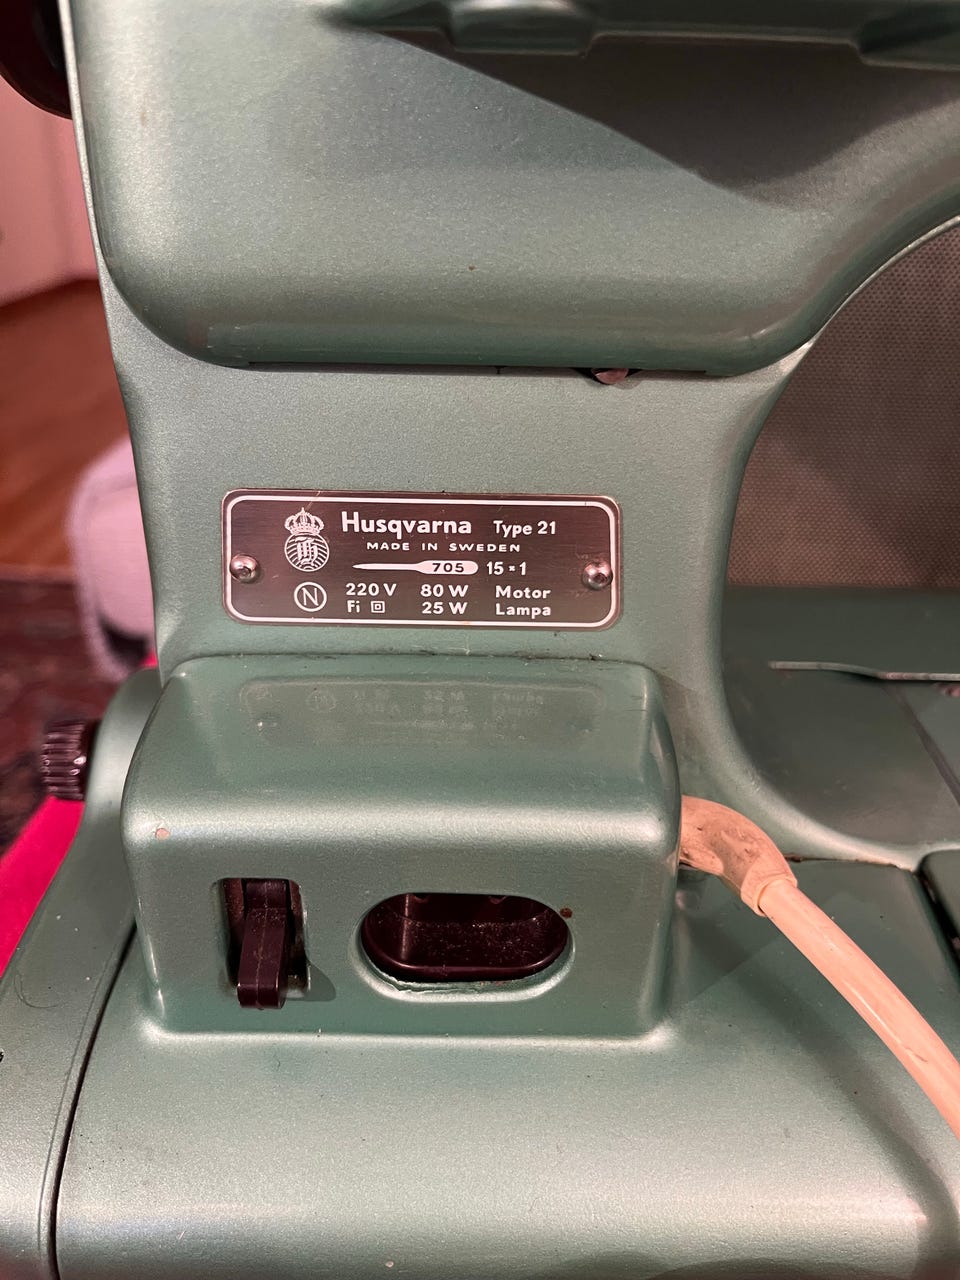 Husqvarna Type 21
MADE IN SWEDEN
705 15×1
N 220 V 80 W Motor
Fi 25 W Lampa